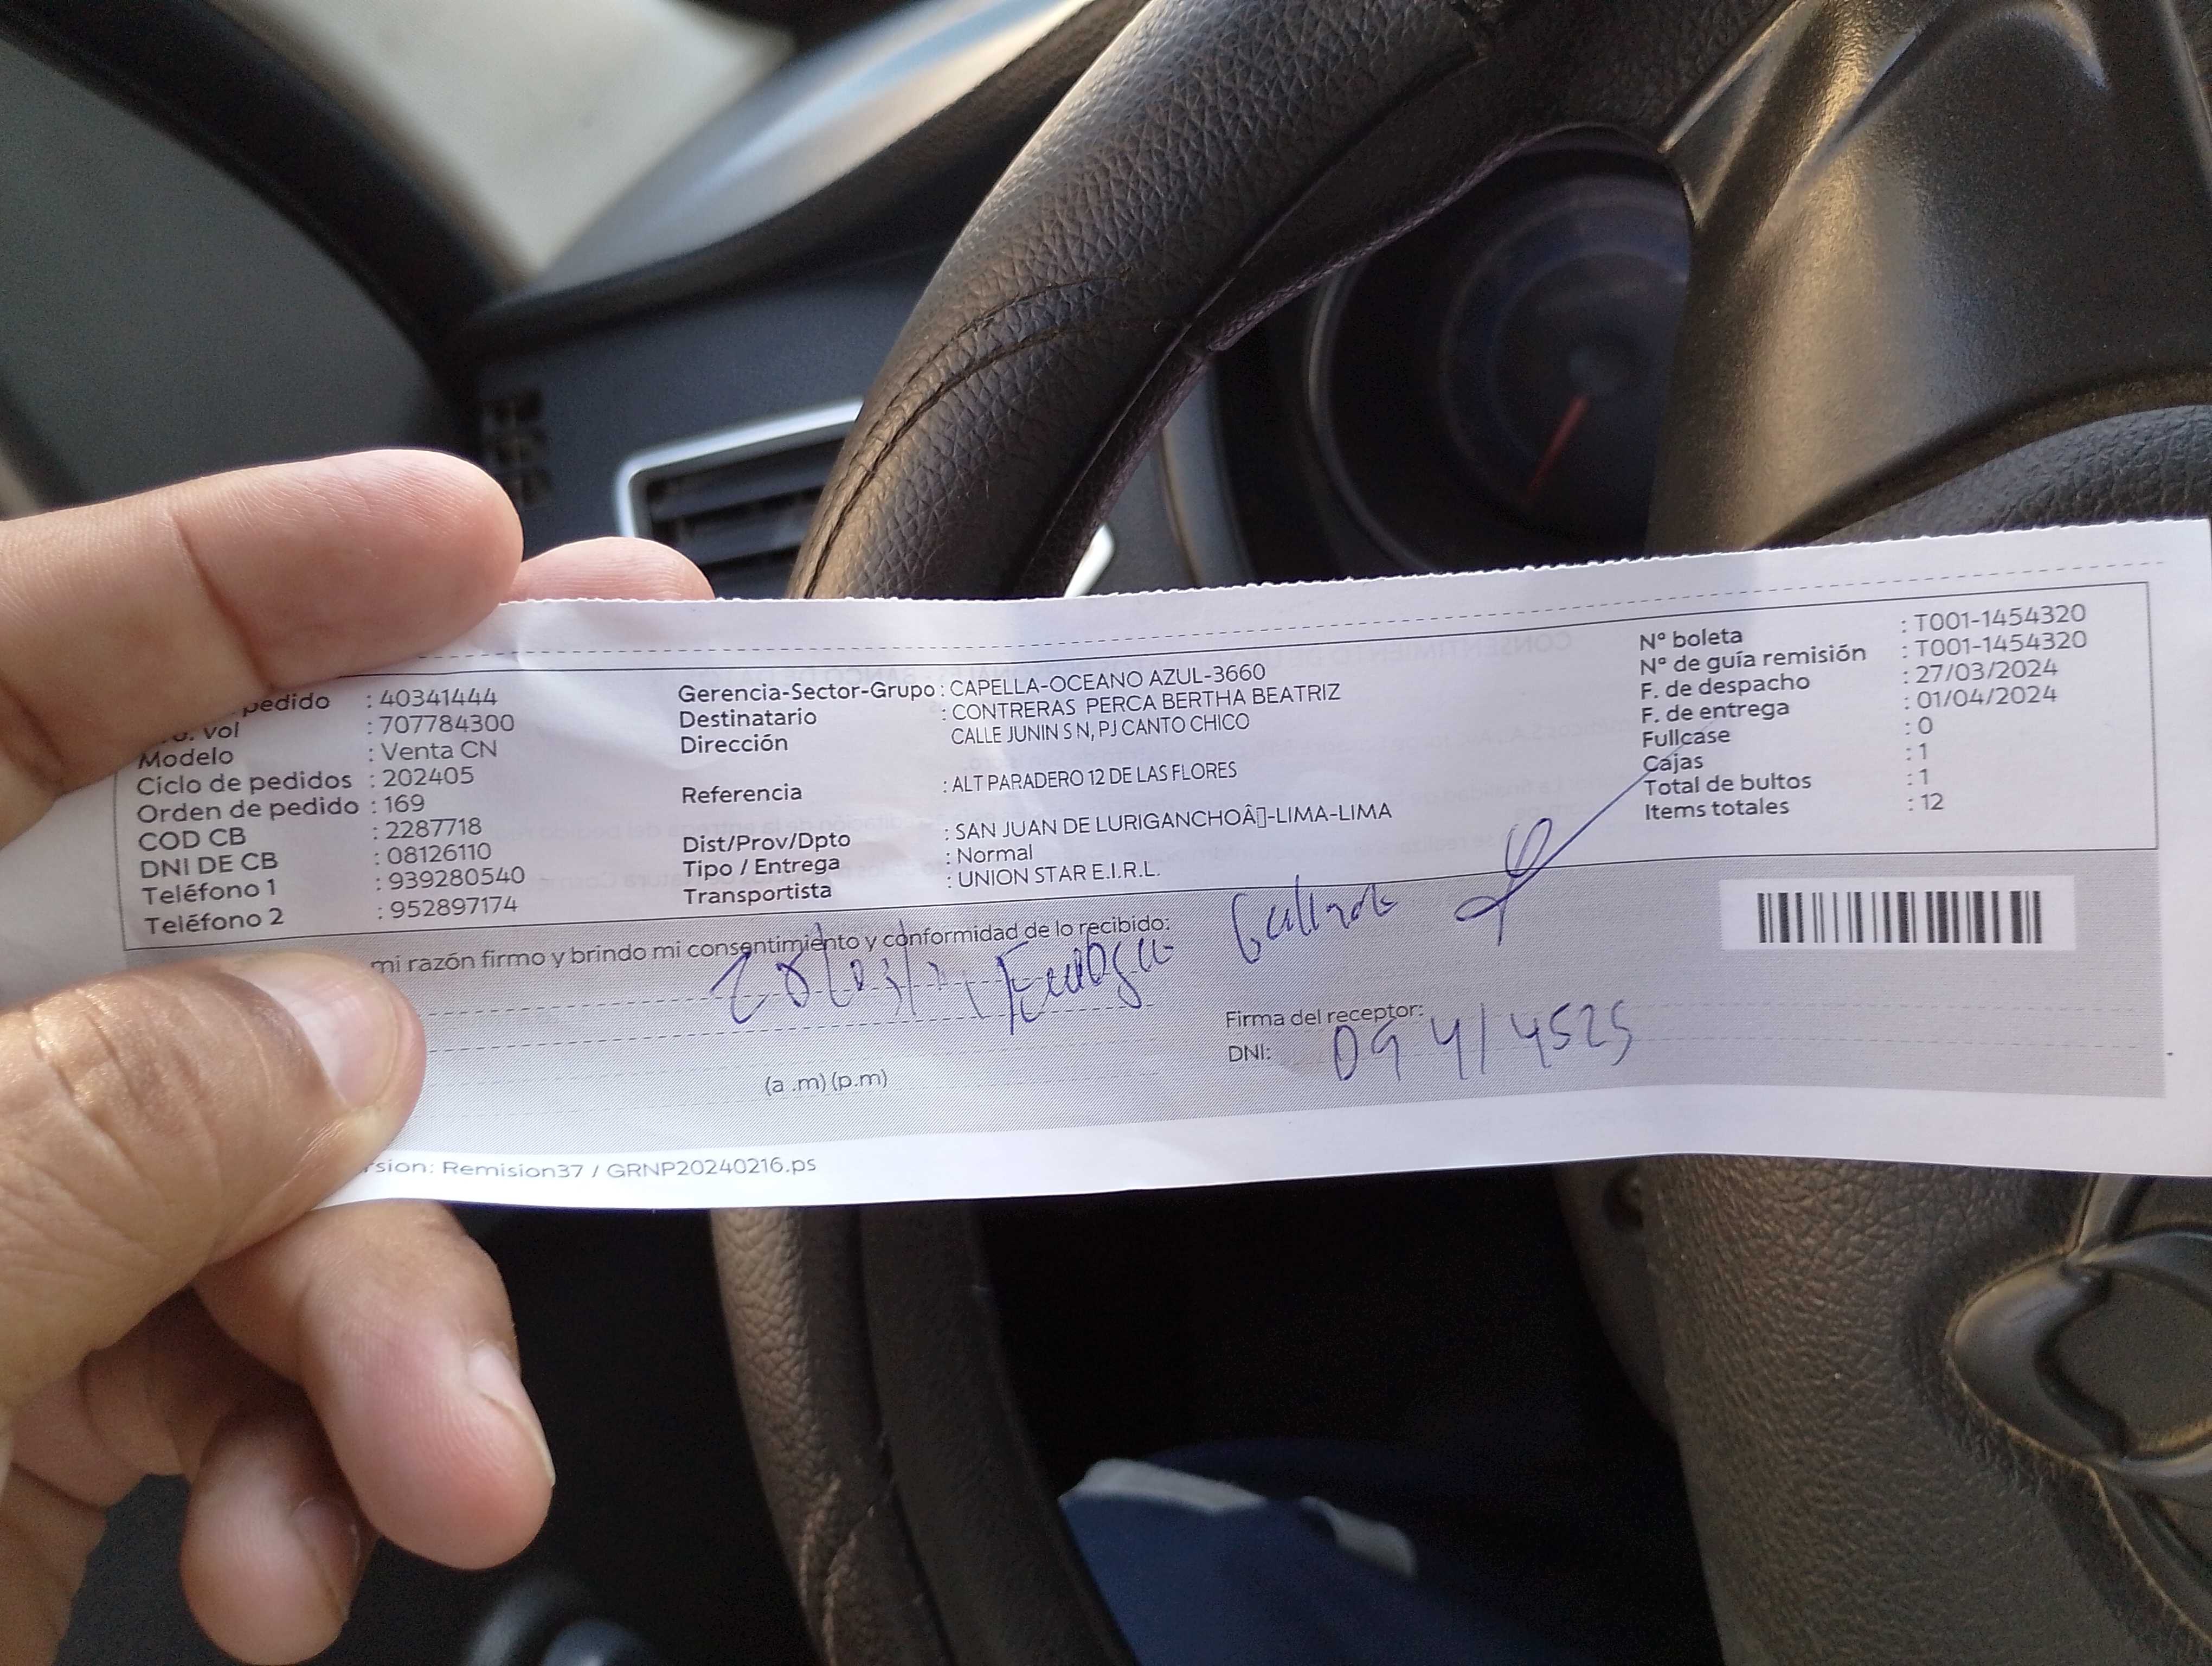 pedido : 40341444
vol : 707784300
Modelo : Venta CN
Ciclo de pedidos : 202405
Orden de pedido : 169
COD CB : 2287718
DNI DE CB : 08126110
Teléfono 1 : 939280540
Teléfono 2 : 952897174
Gerencia-Sector-Grupo : CAPELLA-OCEANO AZUL-3660
Destinatario : CONTRERAS PERCA BERTHA BEATRIZ
Dirección CALLE JUNIN S N, PJ CANTO CHICO
Referencia : ALT PARADERO 12 DE LAS FLORES
Dist/Prov/Dpto : SAN JUAN DE LURIGANCHOÂ▯-LIMA-LIMA
Tipo / Entrega : Normal
Transportista : UNION STAR E.I.R.L.
N° boleta : T001-1454320
N° de guía remisión : T001-1454320
F. de despacho : 27/03/2024
F. de entrega : 01/04/2024
Fullcase : 0
Cajas : 1
Total de bultos : 1
Items totales : 12
mi razón firmo y brindo mi consentimiento y conformidad de lo recibido:
Firma del receptor:
DNI: 09414525
(a .m) (p.m)
rsion: Remision37 / GRNP20240216.ps